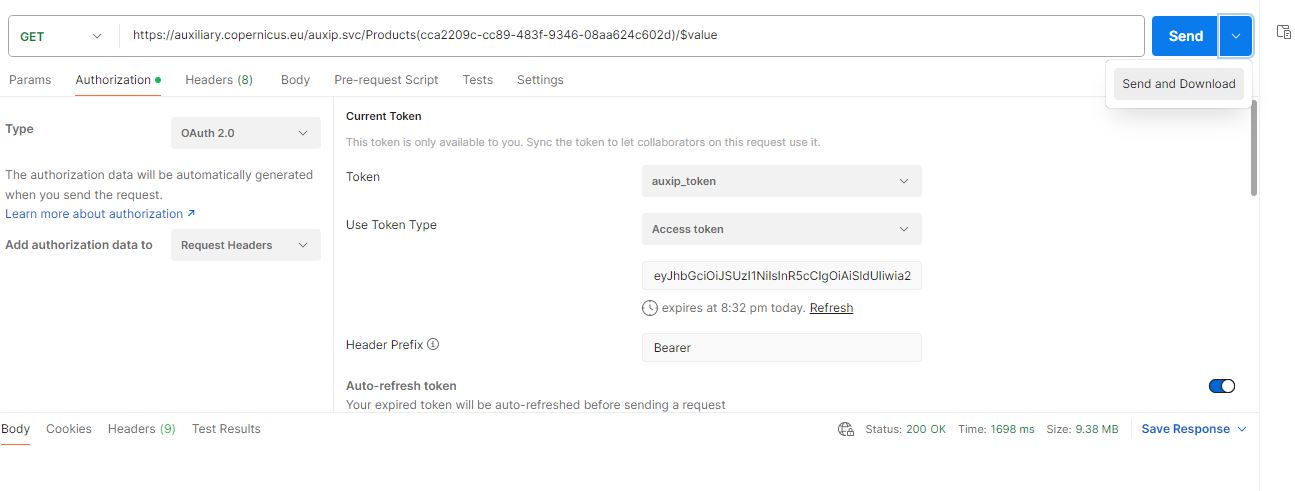 GET https://auxiliary.copernicus.eu/auxip.svc/Products(cca2209c-cc89-483f-9346-08aa624c602d)/$value Send
Params Authorization Headers (8) Body Pre-request Script Tests Settings
Send and Download
Type OAuth 2.0
The authorization data will be automatically generated
when you send the request.
Learn more about authorization ↗
Add authorization data to Request Headers
Current Token
This token is only available to you. Sync the token to let collaborators on this request use it.
Token auxip_token
Use Token Type Access token
eyJhbGciOiJSUzI1NiIsInR5cCIgOiAiSldUIiwia2
expires at 8:32 pm today. Refresh
Header Prefix Bearer
Auto-refresh token
Your expired token will be auto-refreshed before sending a request
Body Cookies Headers (9) Test Results Status: 200 OK Time: 1698 ms Size: 9.38 MB Save Response